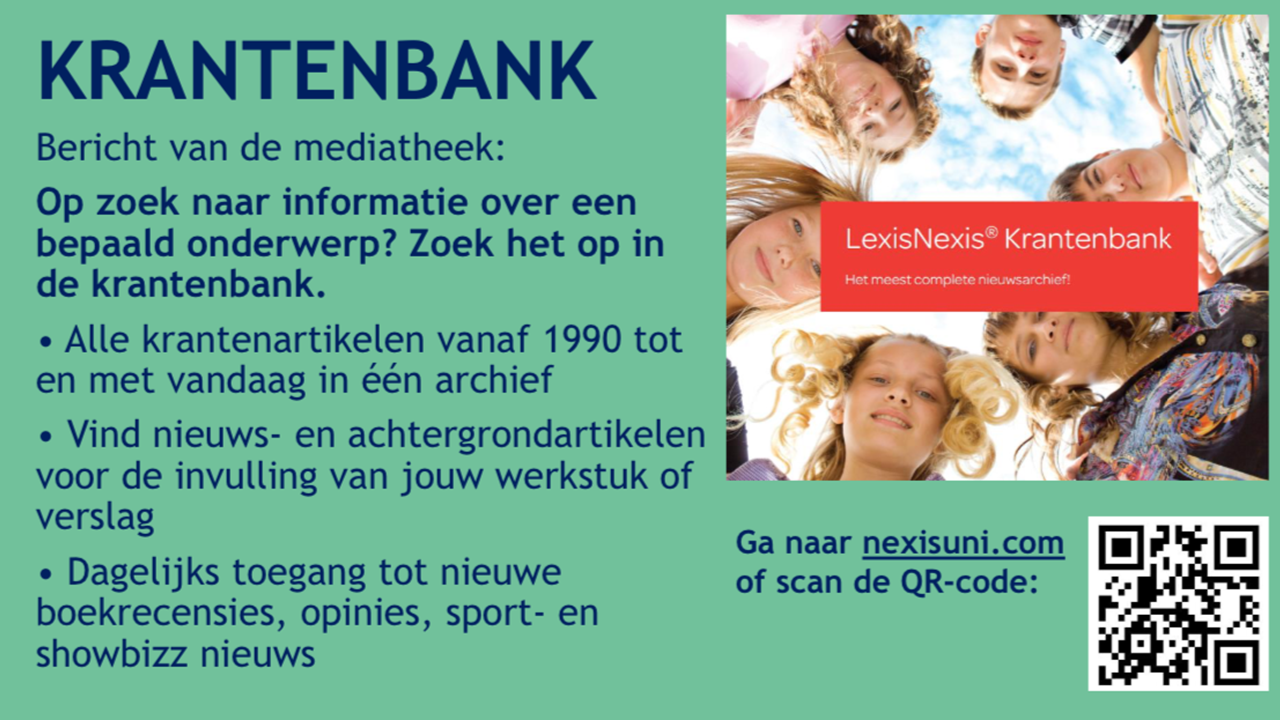 KRANTENBANK
Bericht van de mediatheek:
Op zoek naar informatie over een
bepaald onderwerp? Zoek het op in
de krantenbank.
• Alle krantenartikelen vanaf 1990 tot
en met vandaag in één archief
• Vind nieuws- en achtergrondartikelen
voor de invulling van jouw werkstuk of
verslag
• Dagelijks toegang tot nieuwe
boekrecensies, opinies, sport- en
showbizz nieuws
LexisNexis® Krantenbank
Het meest complete nieuwsarchief!
Ga naar nexisuni.com
of scan de QR-code: